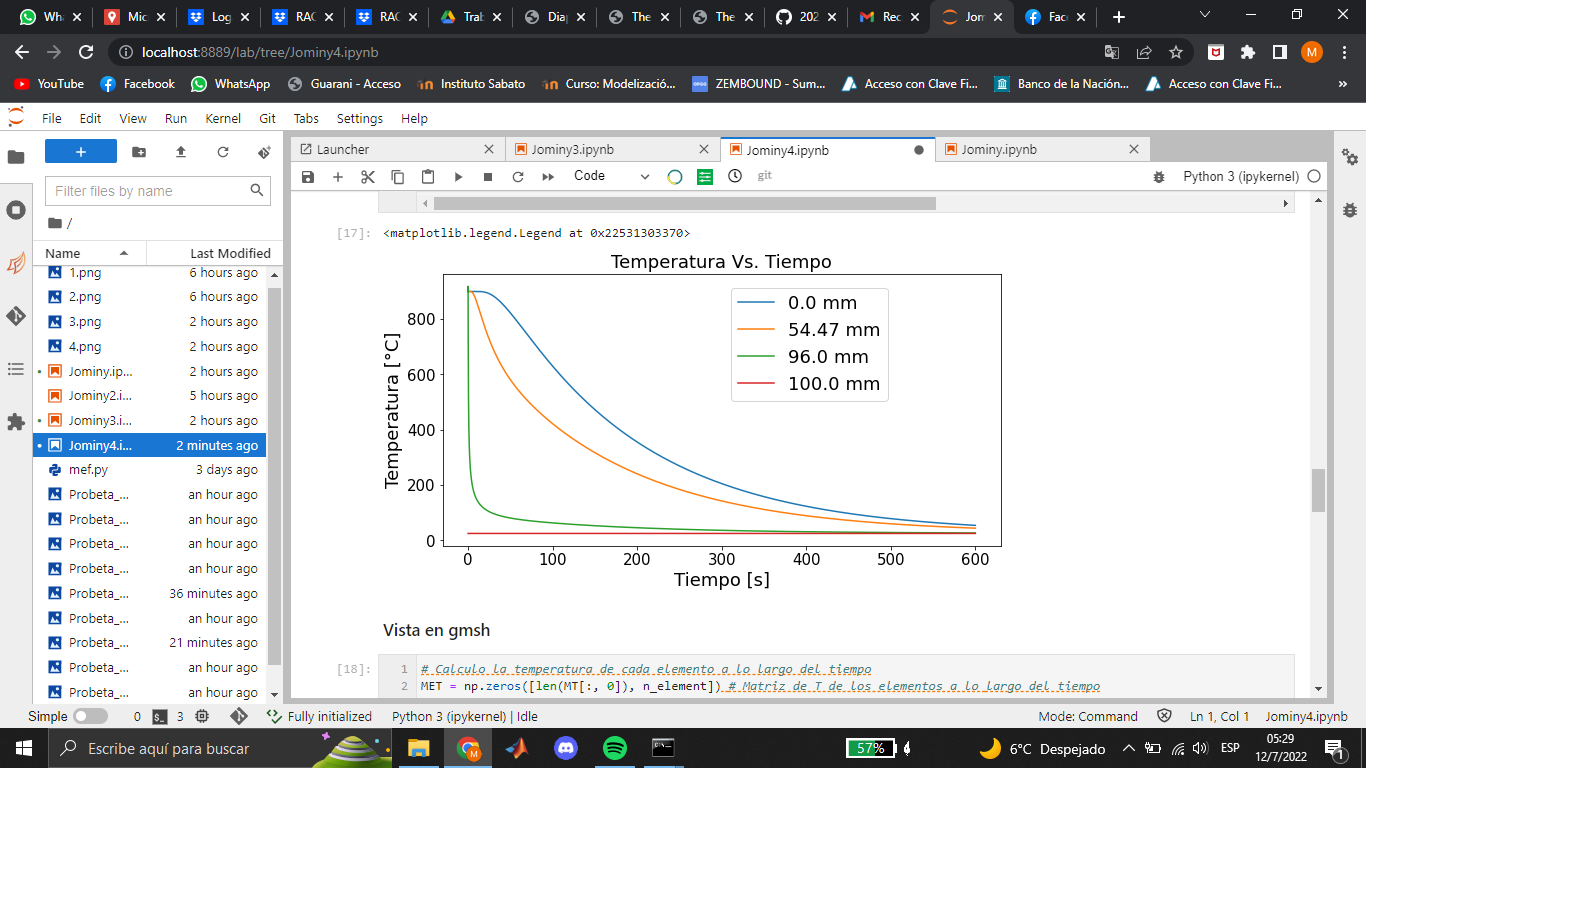 Wha
Mic
Log
RAC
RAC
Trab
Diap
The
The
202
Rec
Jom
Face
localhost:8889/lab/tree/Jominy4.ipynb
M
YouTube Facebook WhatsApp Guarani - Acceso Instituto Sabato Curso: Modelizació... ZEMBOUND - Sum... Acceso con Clave Fi... Banco de la Nación... Acceso con Clave Fi... »
File Edit View Run Kernel Git Tabs Settings Help
Launcher
Jominy3.ipynb
Jominy4.ipynb
Jominy.ipynb
Code
git
Python 3 (ipykernel)
Filter files by name
/
Name Last Modified
1.png 6 hours ago
2.png 6 hours ago
3.png 2 hours ago
4.png 2 hours ago
Jominy.ip... 2 hours ago
Jominy2.i... 5 hours ago
Jominy3.i... 2 hours ago
Jominy4.i... 2 minutes ago
mef.py 3 days ago
Probeta_... an hour ago
Probeta_... an hour ago
Probeta_... an hour ago
Probeta_... an hour ago
Probeta_... 36 minutes ago
Probeta_... an hour ago
Probeta_... 21 minutes ago
Probeta_... an hour ago
Probeta_... an hour ago
[17]: <matplotlib.legend.Legend at 0x22531303370>
Temperatura Vs. Tiempo
0.0 mm
54.47 mm
96.0 mm
100.0 mm
Temperatura [°C]
800
600
400
200
0
0 100 200 300 400 500 600
Tiempo [s]
Vista en gmsh
[18]:
1 # Calculo la temperatura de cada elemento a lo largo del tiempo
2 MET = np.zeros([len(MT[:, 0]), n_element]) # Matriz de T de los elementos a lo largo del tiempo
Simple 0 3 Fully initialized Python 3 (ipykernel) | Idle Mode: Command Ln 1, Col 1 Jominy4.ipynb
Escribe aquí para buscar
M
57%
6°C Despejado
ESP
05:29
12/7/2022
1